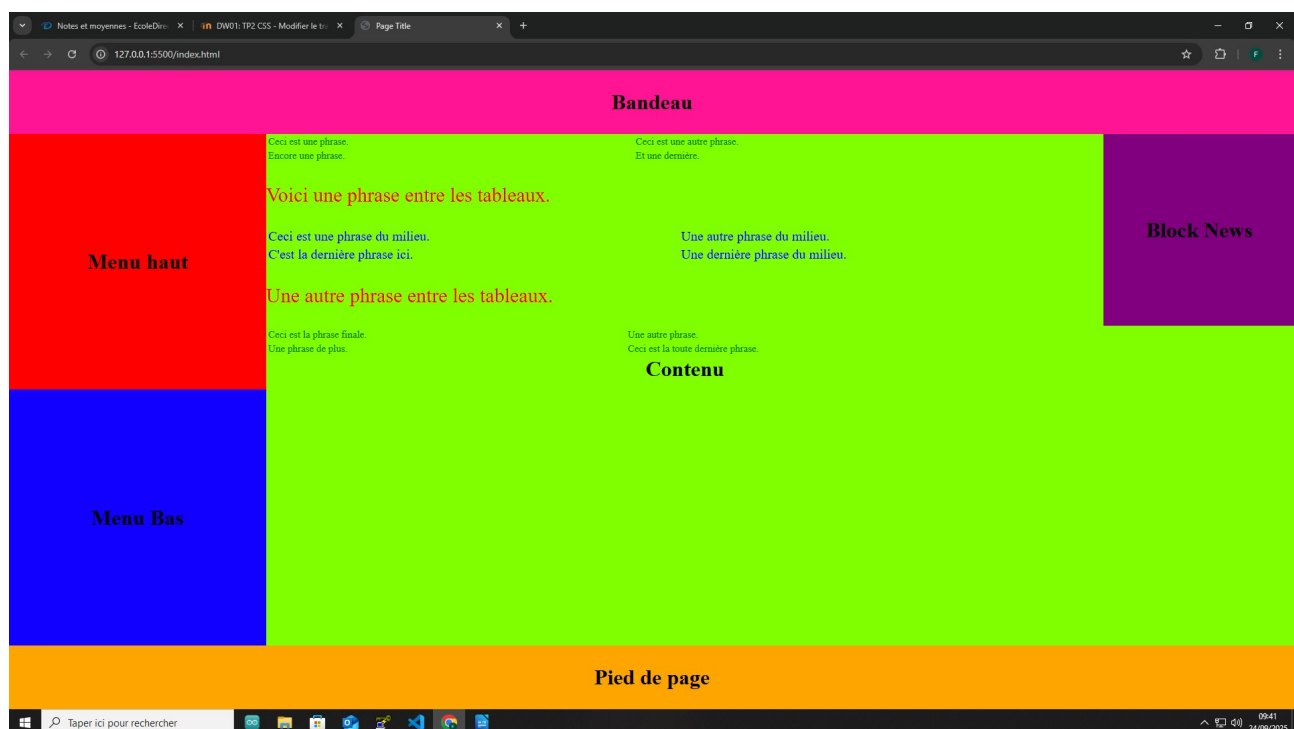 Notes et moyennes - EcoleDire
DW01: TP2 CSS - Modifier le tra
Page Title
127.0.0.1:5500/index.html
F
Bandeau
Ceci est une phrase. Ceci est une autre phrase.
Encore une phrase. Et une dernière.
Voici une phrase entre les tableaux.
Block News
Ceci est une phrase du milieu. Une autre phrase du milieu.
C'est la dernière phrase ici. Une dernière phrase du milieu.
Menu haut
Une autre phrase entre les tableaux.
Ceci est la phrase finale. Une autre phrase.
Une phrase de plus. Ceci est la toute dernière phrase.
Contenu
Menu Bas
Pied de page
Taper ici pour rechercher
09:41
24/09/2025